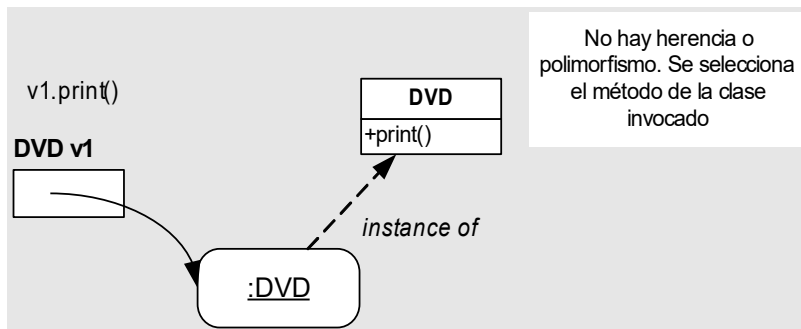 v1.print()
DVD v1
DVD
+print()
instance of
:DVD
No hay herencia o
polimorfismo. Se selecciona
el método de la clase
invocado